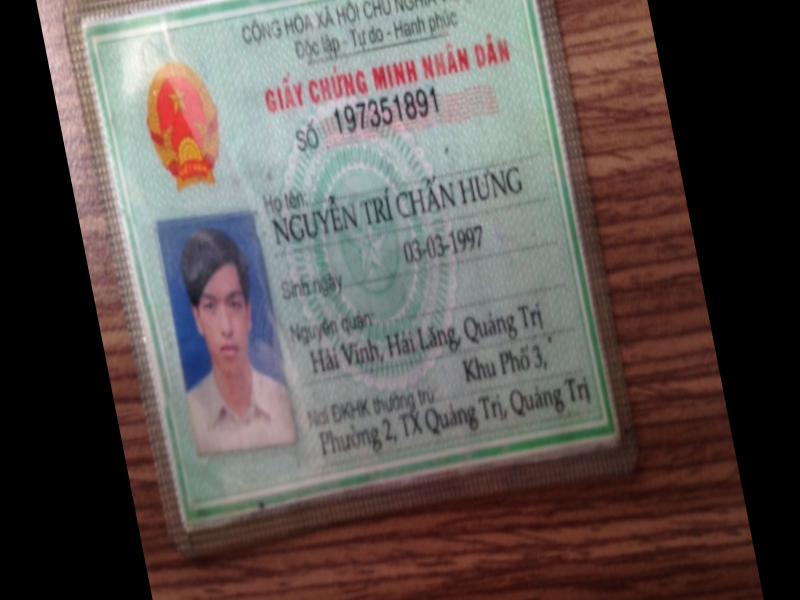 CỘNG HÒA XÃ HỘI CHỦ NGHĨA
Độc lập - Tự do - Hạnh phúc
GIẤY CHỨNG MINH NHÂN DÂN
SỐ 197351891
Họ tên:
NGUYỄN TRÍ CHẤN HƯNG
Sinh ngày 03-03-1997
Nguyên quán:
Hải Vĩnh, Hải Lăng, Quảng Trị
Nơi ĐKHK thường trú Khu Phố 3,
Phường 2, TX Quảng Trị, Quảng Trị